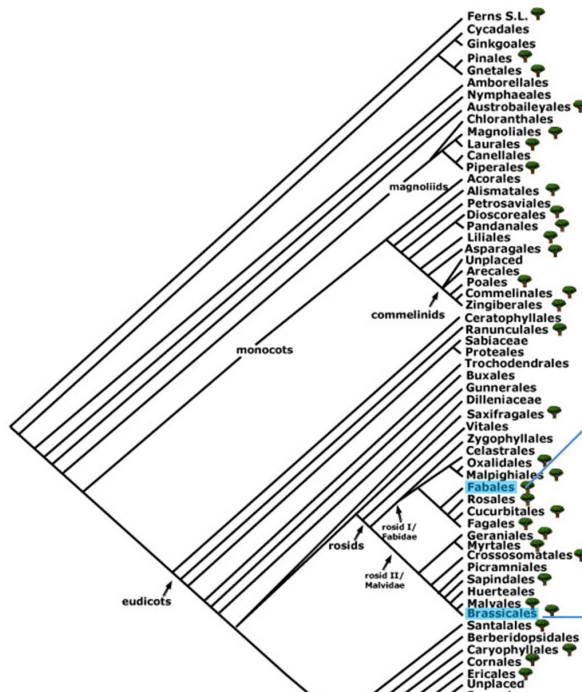 Ferns S.L.
Cycadales
Ginkgoales
Pinales
Gnetales
Amborellales
Nymphaeales
Austrobaileyales
Chloranthales
Magnoliales
Laurales
Canellales
Piperales
magnoliids
Acorales
Alismatales
Petrosaviales
Dioscoreales
Pandanales
Liliales
Asparagales
Unplaced
Arecales
Poales
Commelinales
Zingiberales
commelinids
monocots
Ceratophyllales
Ranunculales
Sabiaceae
Proteales
Trochodendrales
Buxales
Gunnerales
Dilleniaceae
Saxifragales
Vitales
Zygophyllales
Celastrales
Oxalidales
Malpighiales
Fabales
Rosales
Cucurbitales
Fagales
rosid I/
Fabidae
rosids
Geraniales
Myrtales
Crossosomatales
Picramniales
Sapindales
Huerteales
Malvales
Brassicales
rosid II/
Malvidae
eudicots
Santalales
Berberidopsidales
Caryophyllales
Cornales
Ericales
Unplaced